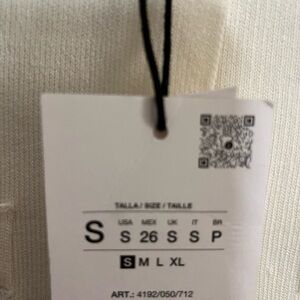 TALLA / SIZE / TAILLE
USA MEX UK IT BR
S S 26 S S P
S M L XL
ART.: 4192/050/712